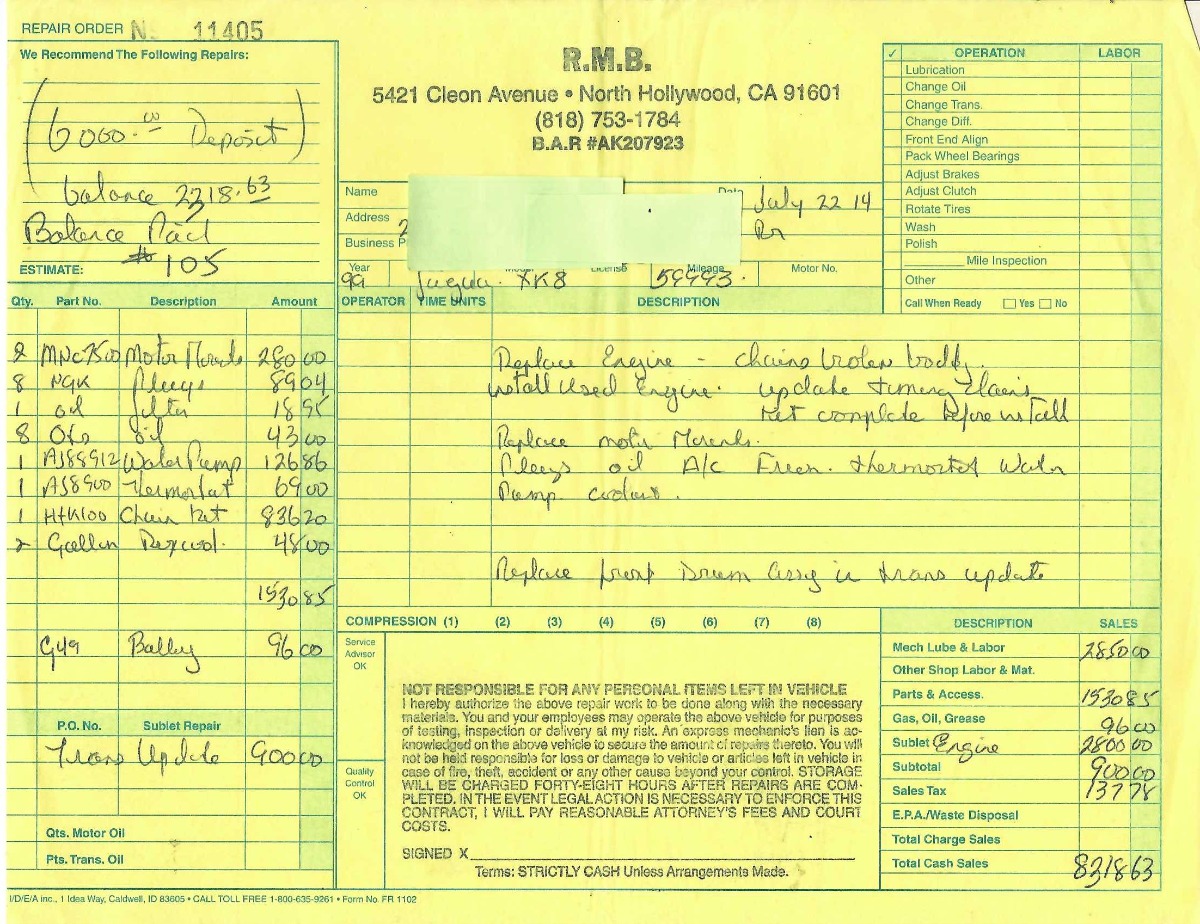 REPAIR ORDER No 11405
We Recommend The Following Repairs:
(6000.00 Deposit)
balance 2218.63
Balance Paid
#105
ESTIMATE:
R.M.B.
5421 Cleon Avenue • North Hollywood, CA 91601
(818) 753-1784
B.A.R #AK207923
Name
Date July 22 14
Address 2
Business P
Year Model License Mileage Motor No.
99 XK8 59993.
✓ OPERATION LABOR
Lubrication
Change Oil
Change Trans.
Change Diff.
Front End Align
Pack Wheel Bearings
Adjust Brakes
Adjust Clutch
Rotate Tires
Wash
Polish
Mile Inspection
Other
Call When Ready Yes No
Qty. Part No. Description Amount
2 MNC7500 Motor 280 00
8 NGK 89 04
1 oil filter 18 95
8 oil 43 00
1 AJ88912 Water Pump 126 86
1 AJ8900 Thermostat 69 00
1 Chain Kit 836 20
2 Gallon 48 00
1530 85
G49 96 00
P.O. No. Sublet Repair
Trans Update 900 00
Qts. Motor Oil
Pts. Trans. Oil
OPERATOR TIME UNITS DESCRIPTION
Replace Engine - chains broken
install used Engine. update timing
complete before install
Replace motor
oil A/C thermostat Water
Pump
Replace front Drum update
COMPRESSION (1) (2) (3) (4) (5) (6) (7) (8)
Service Advisor OK
Quality Control OK
NOT RESPONSIBLE FOR ANY PERSONAL ITEMS LEFT IN VEHICLE
I hereby authorize the above repair work to be done along with the necessary
materials. You and your employees may operate the above vehicle for purposes
of testing, inspection or delivery at my risk. An express mechanic's lien is ac-
knowledged on the above vehicle to secure the amount of repairs thereto. You will
not be held responsible for loss or damage to vehicle or articles left in vehicle in
case of fire, theft, accident or any other cause beyond your control. STORAGE
WILL BE CHARGED FORTY-EIGHT HOURS AFTER REPAIRS ARE COM-
PLETED. IN THE EVENT LEGAL ACTION IS NECESSARY TO ENFORCE THIS
CONTRACT, I WILL PAY REASONABLE ATTORNEY'S FEES AND COURT
COSTS.
SIGNED X
Terms: STRICTLY CASH Unless Arrangements Made.
DESCRIPTION SALES
Mech Lube & Labor 2850 00
Other Shop Labor & Mat.
Parts & Access. 1530 85
Gas, Oil, Grease 96 00
Sublet Engine 2800 00
Subtotal 900 00
Sales Tax 137 78
E.P.A./Waste Disposal
Total Charge Sales
Total Cash Sales 8218 63
I/D/E/A inc., 1 Idea Way, Caldwell, ID 83605 • CALL TOLL FREE 1-800-635-9261 • Form No. FR 1102